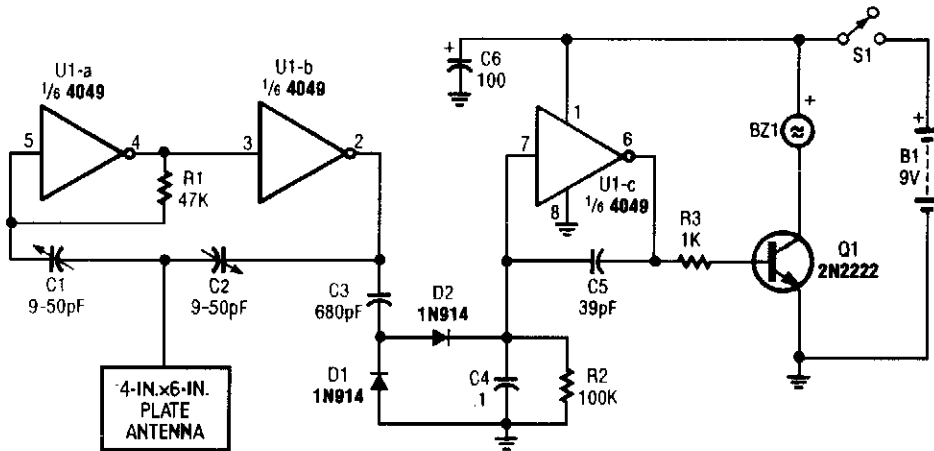 U1-a
1/6 4049
5
4
R1
47K
U1-b
1/6 4049
3
2
C1
9-50pF
C2
9-50pF
4-IN.x6-IN.
PLATE
ANTENNA
C3
680pF
D1
1N914
D2
1N914
C4
.1
R2
100K
+
C6
100
7
1
6
8
U1-c
1/6 4049
C5
39pF
R3
1K
+
BZ1
Q1
2N2222
S1
+
B1
9V